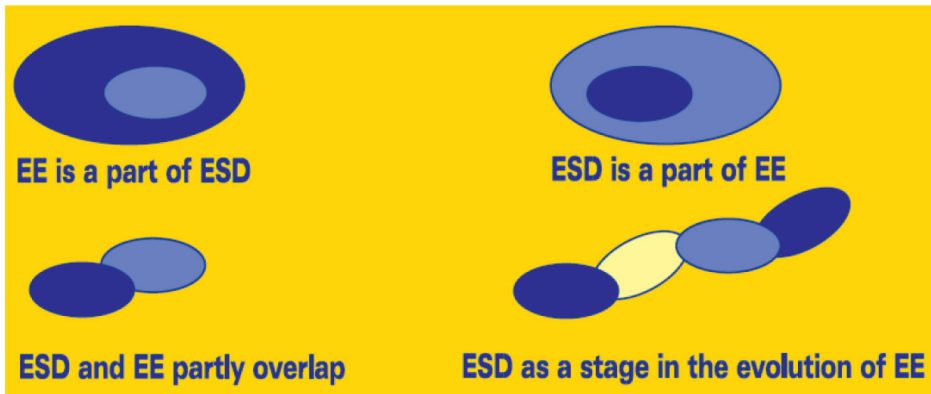 EE is a part of ESD
ESD is a part of EE
ESD and EE partly overlap
ESD as a stage in the evolution of EE